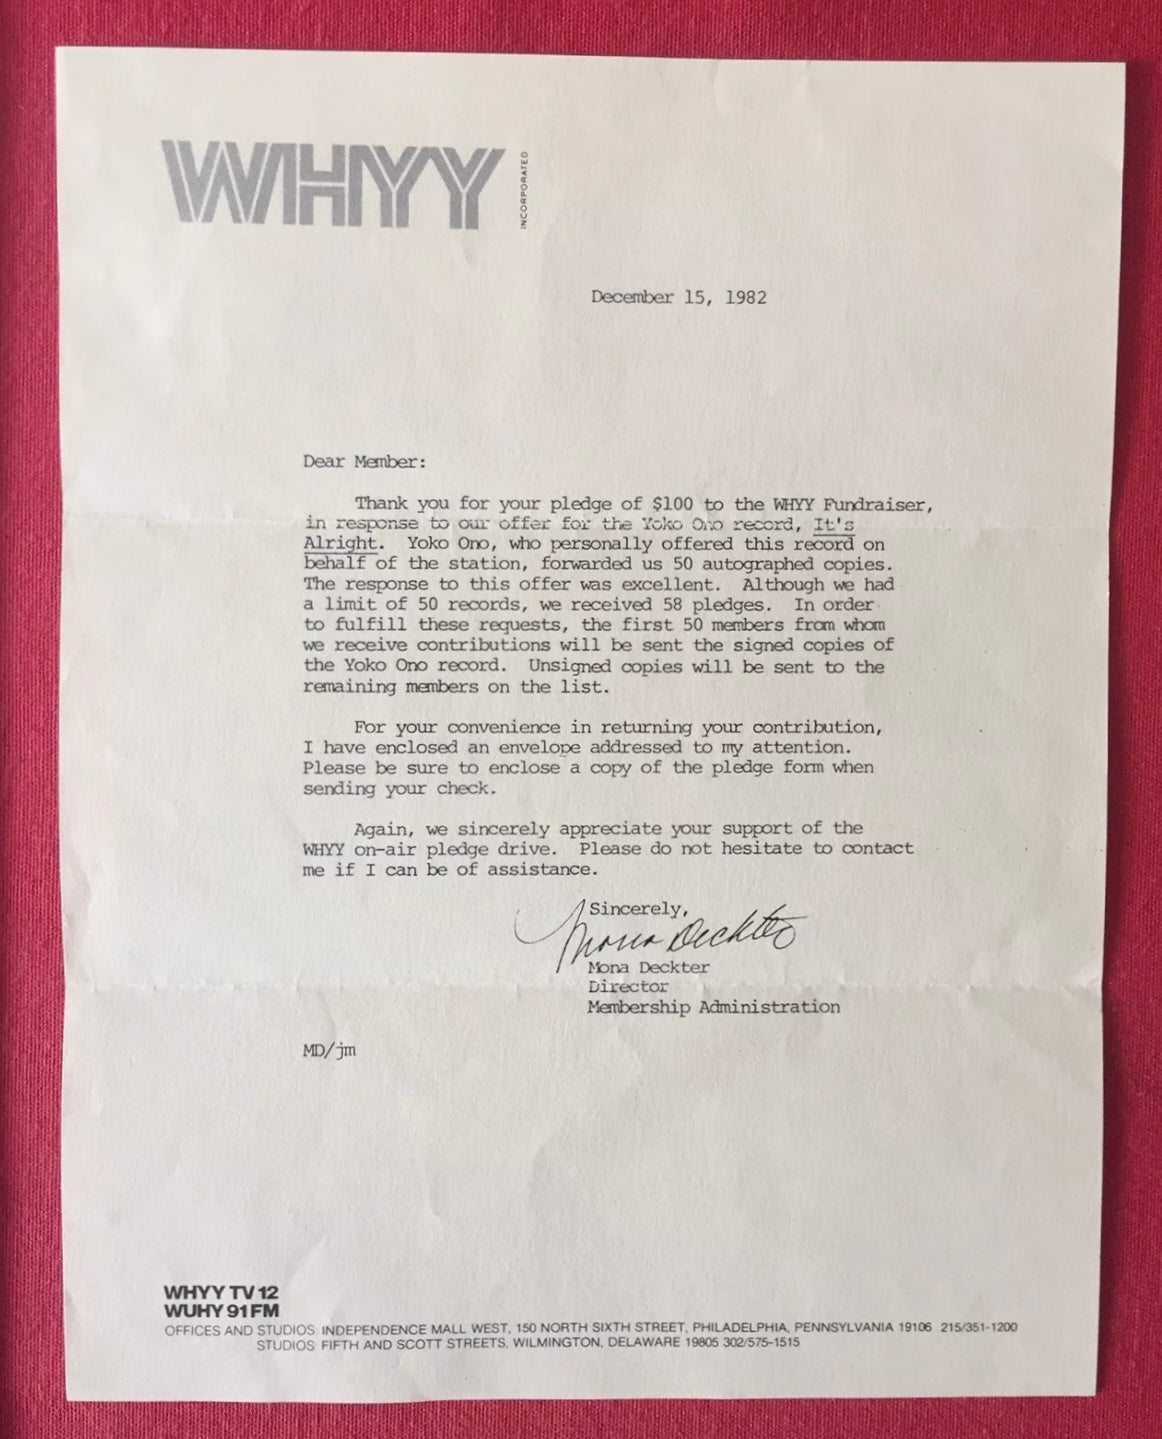 WHYY
INCORPORATED
December 15, 1982
Dear Member:
Thank you for your pledge of $100 to the WHYY Fundraiser,
in response to our offer for the Yoko Ono record, It's
Alright. Yoko Ono, who personally offered this record on
behalf of the station, forwarded us 50 autographed copies.
The response to this offer was excellent. Although we had
a limit of 50 records, we received 58 pledges. In order
to fulfill these requests, the first 50 members from whom
we receive contributions will be sent the signed copies of
the Yoko Ono record. Unsigned copies will be sent to the
remaining members on the list.
For your convenience in returning your contribution,
I have enclosed an envelope addressed to my attention.
Please be sure to enclose a copy of the pledge form when
sending your check.
Again, we sincerely appreciate your support of the
WHYY on-air pledge drive. Please do not hesitate to contact
me if I can be of assistance.
Sincerely,
Mona Deckter
Mona Deckter
Director
Membership Administration
MD/jm
WHYY TV 12
WUHY 91 FM
OFFICES AND STUDIOS: INDEPENDENCE MALL WEST, 150 NORTH SIXTH STREET, PHILADELPHIA, PENNSYLVANIA 19106 215/351-1200
STUDIOS: FIFTH AND SCOTT STREETS, WILMINGTON, DELAWARE 19805 302/575-1515